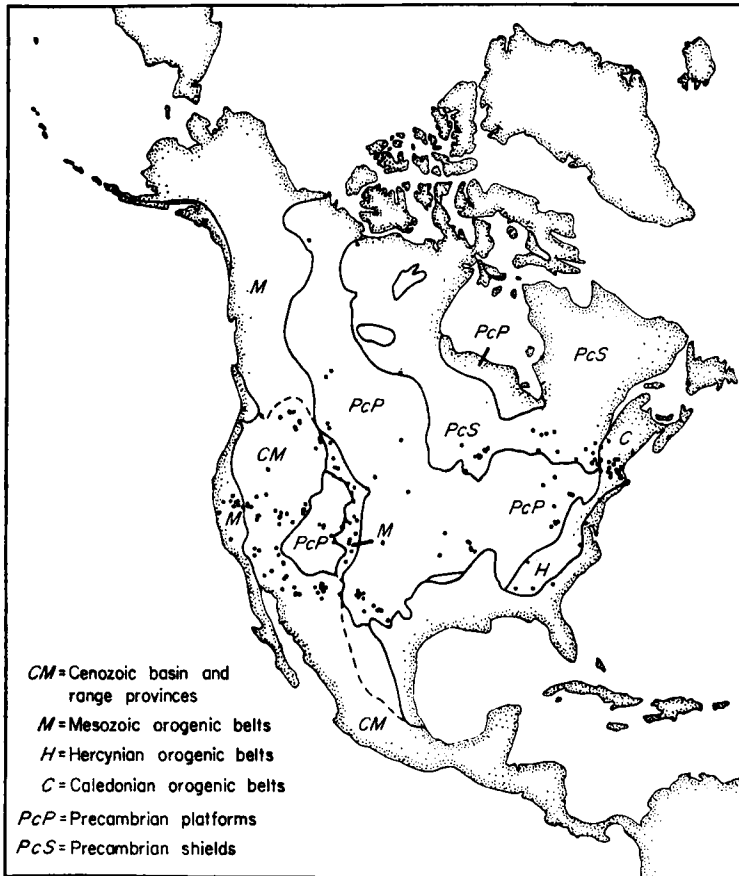 M
PcP
PcS
PcP
PcS
C
CM
M
PcP
M
PcP
H
CM = Cenozoic basin and
range provinces
M = Mesozoic orogenic belts
H = Hercynian orogenic belts
C = Caledonian orogenic belts
PcP = Precambrian platforms
PcS = Precambrian shields
CM